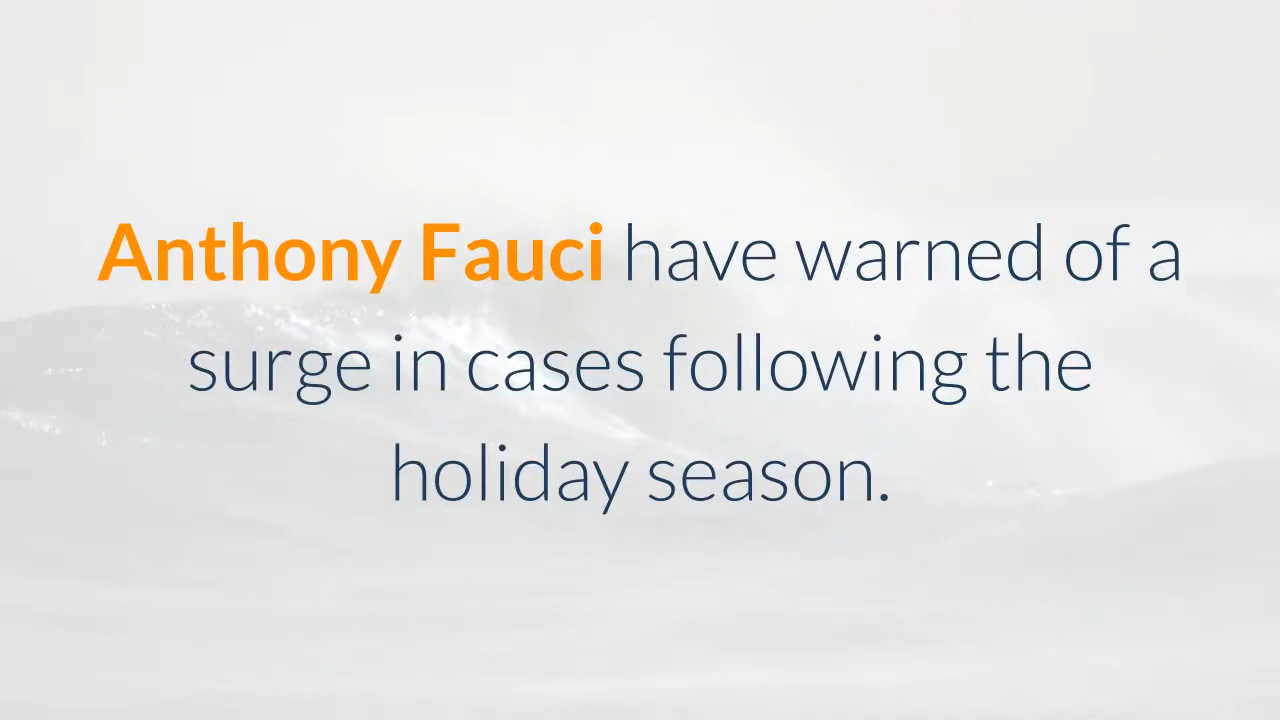 Anthony Fauci have warned of a
surge in cases following the
holiday season.